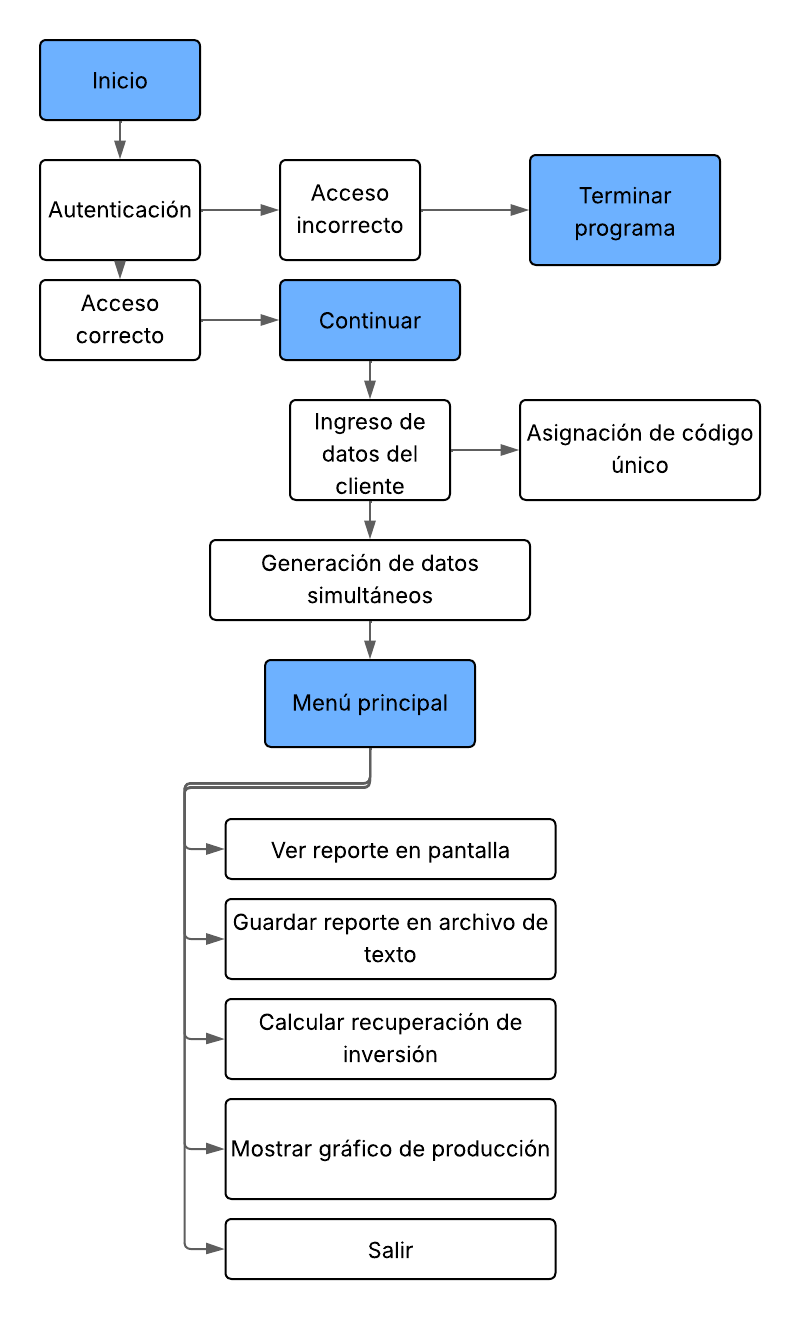 Inicio
Autenticación
Acceso
incorrecto
Terminar
programa
Acceso
correcto
Continuar
Ingreso de
datos del
cliente
Asignación de código
único
Generación de datos
simultáneos
Menú principal
Ver reporte en pantalla
Guardar reporte en archivo de
texto
Calcular recuperación de
inversión
Mostrar gráfico de producción
Salir